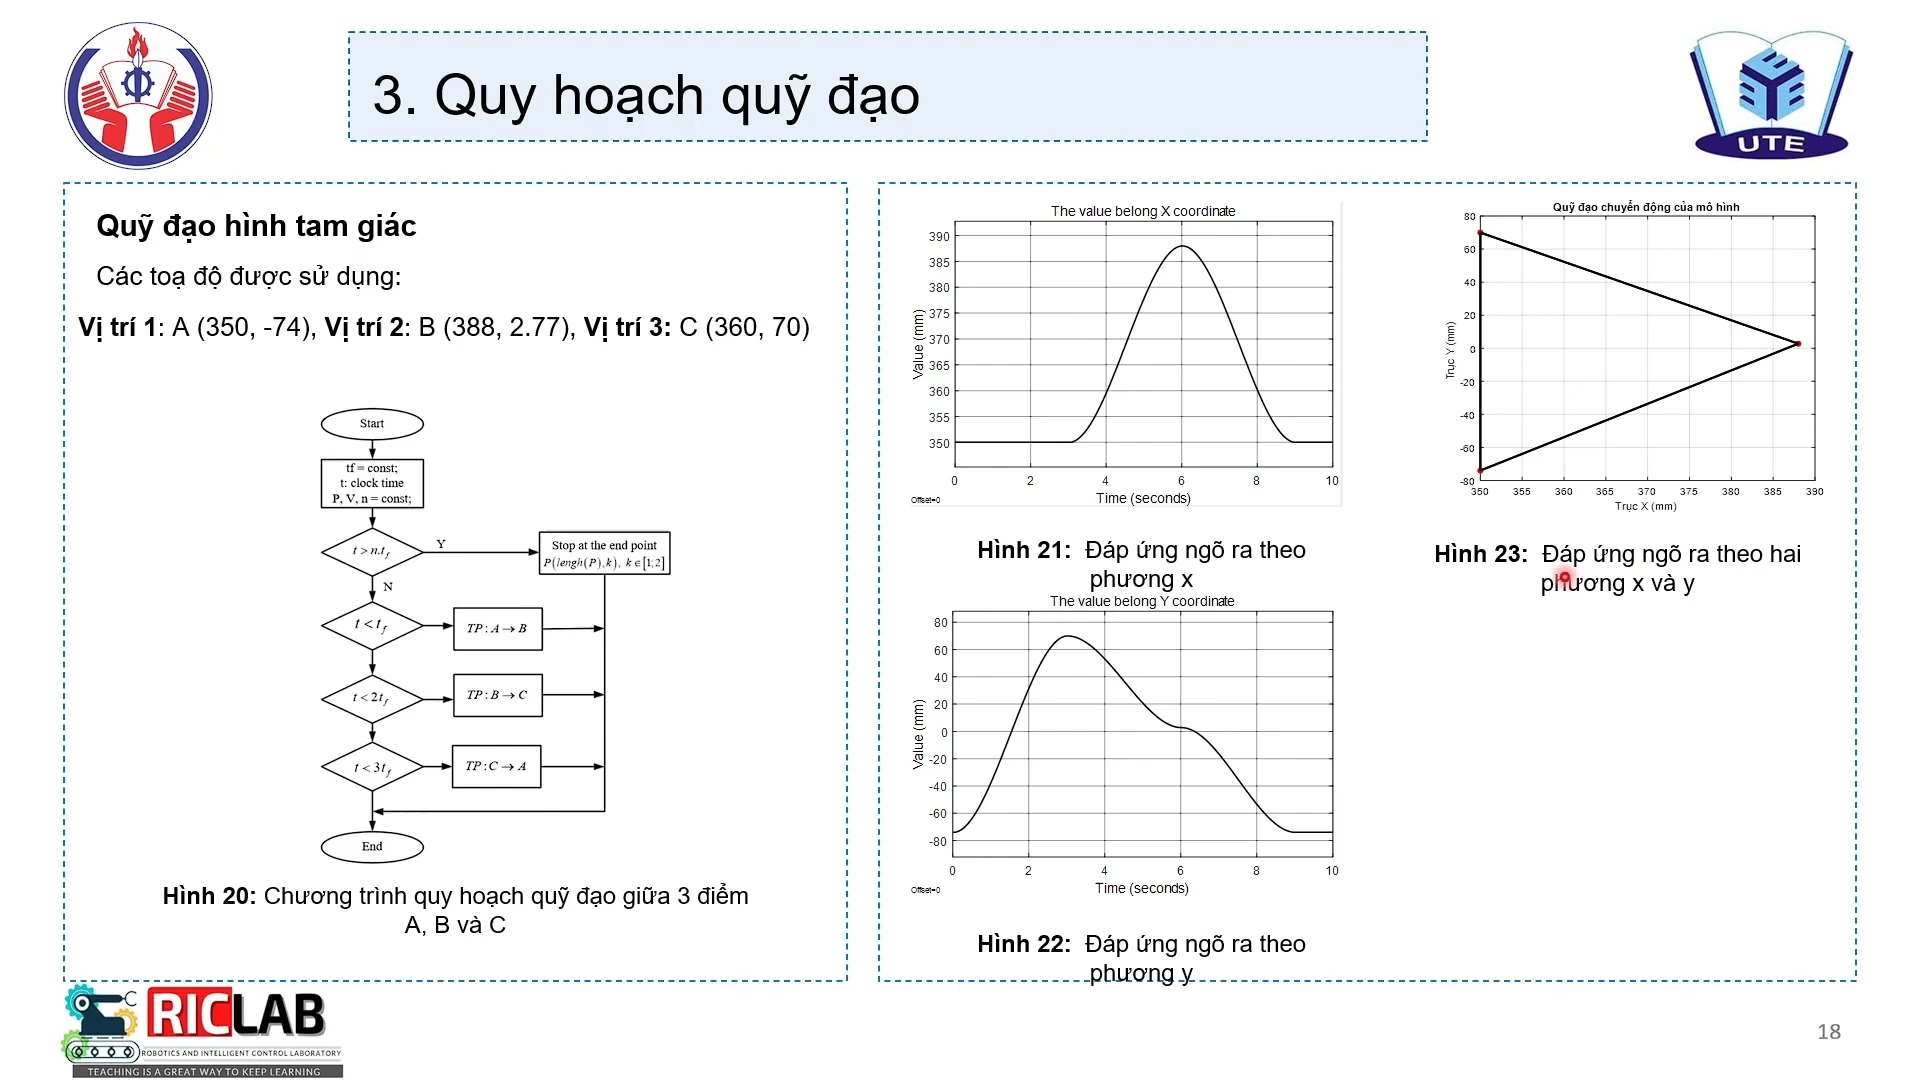 3. Quy hoạch quỹ đạo
UTE
Quỹ đạo hình tam giác
Các toạ độ được sử dụng:
Vị trí 1: A (350, -74), Vị trí 2: B (388, 2.77), Vị trí 3: C (360, 70)
Start
tf = const;
t: clock time
P, V, n = const;
t > n.tf
Y
Stop at the end point
P(lengh(P),k), k∈[1;2]
N
t < tf
TP : A → B
t < 2tf
TP : B → C
t < 3tf
TP : C → A
End
Hình 20: Chương trình quy hoạch quỹ đạo giữa 3 điểm
A, B và C
The value belong X coordinate
Value (mm)
390
385
380
375
370
365
360
355
350
0 2 4 6 8 10
Offset=0
Time (seconds)
Hình 21: Đáp ứng ngõ ra theo
phương x
The value belong Y coordinate
Value (mm)
80
60
40
20
0
-20
-40
-60
-80
0 2 4 6 8 10
Offset=0
Time (seconds)
Hình 22: Đáp ứng ngõ ra theo
phương y
Quỹ đạo chuyển động của mô hình
Trục Y (mm)
80
60
40
20
0
-20
-40
-60
-80
350 355 360 365 370 375 380 385 390
Trục X (mm)
Hình 23: Đáp ứng ngõ ra theo hai
phương x và y
RICLAB
ROBOTICS AND INTELLIGENT CONTROL LABORATORY
TEACHING IS A GREAT WAY TO KEEP LEARNING
18